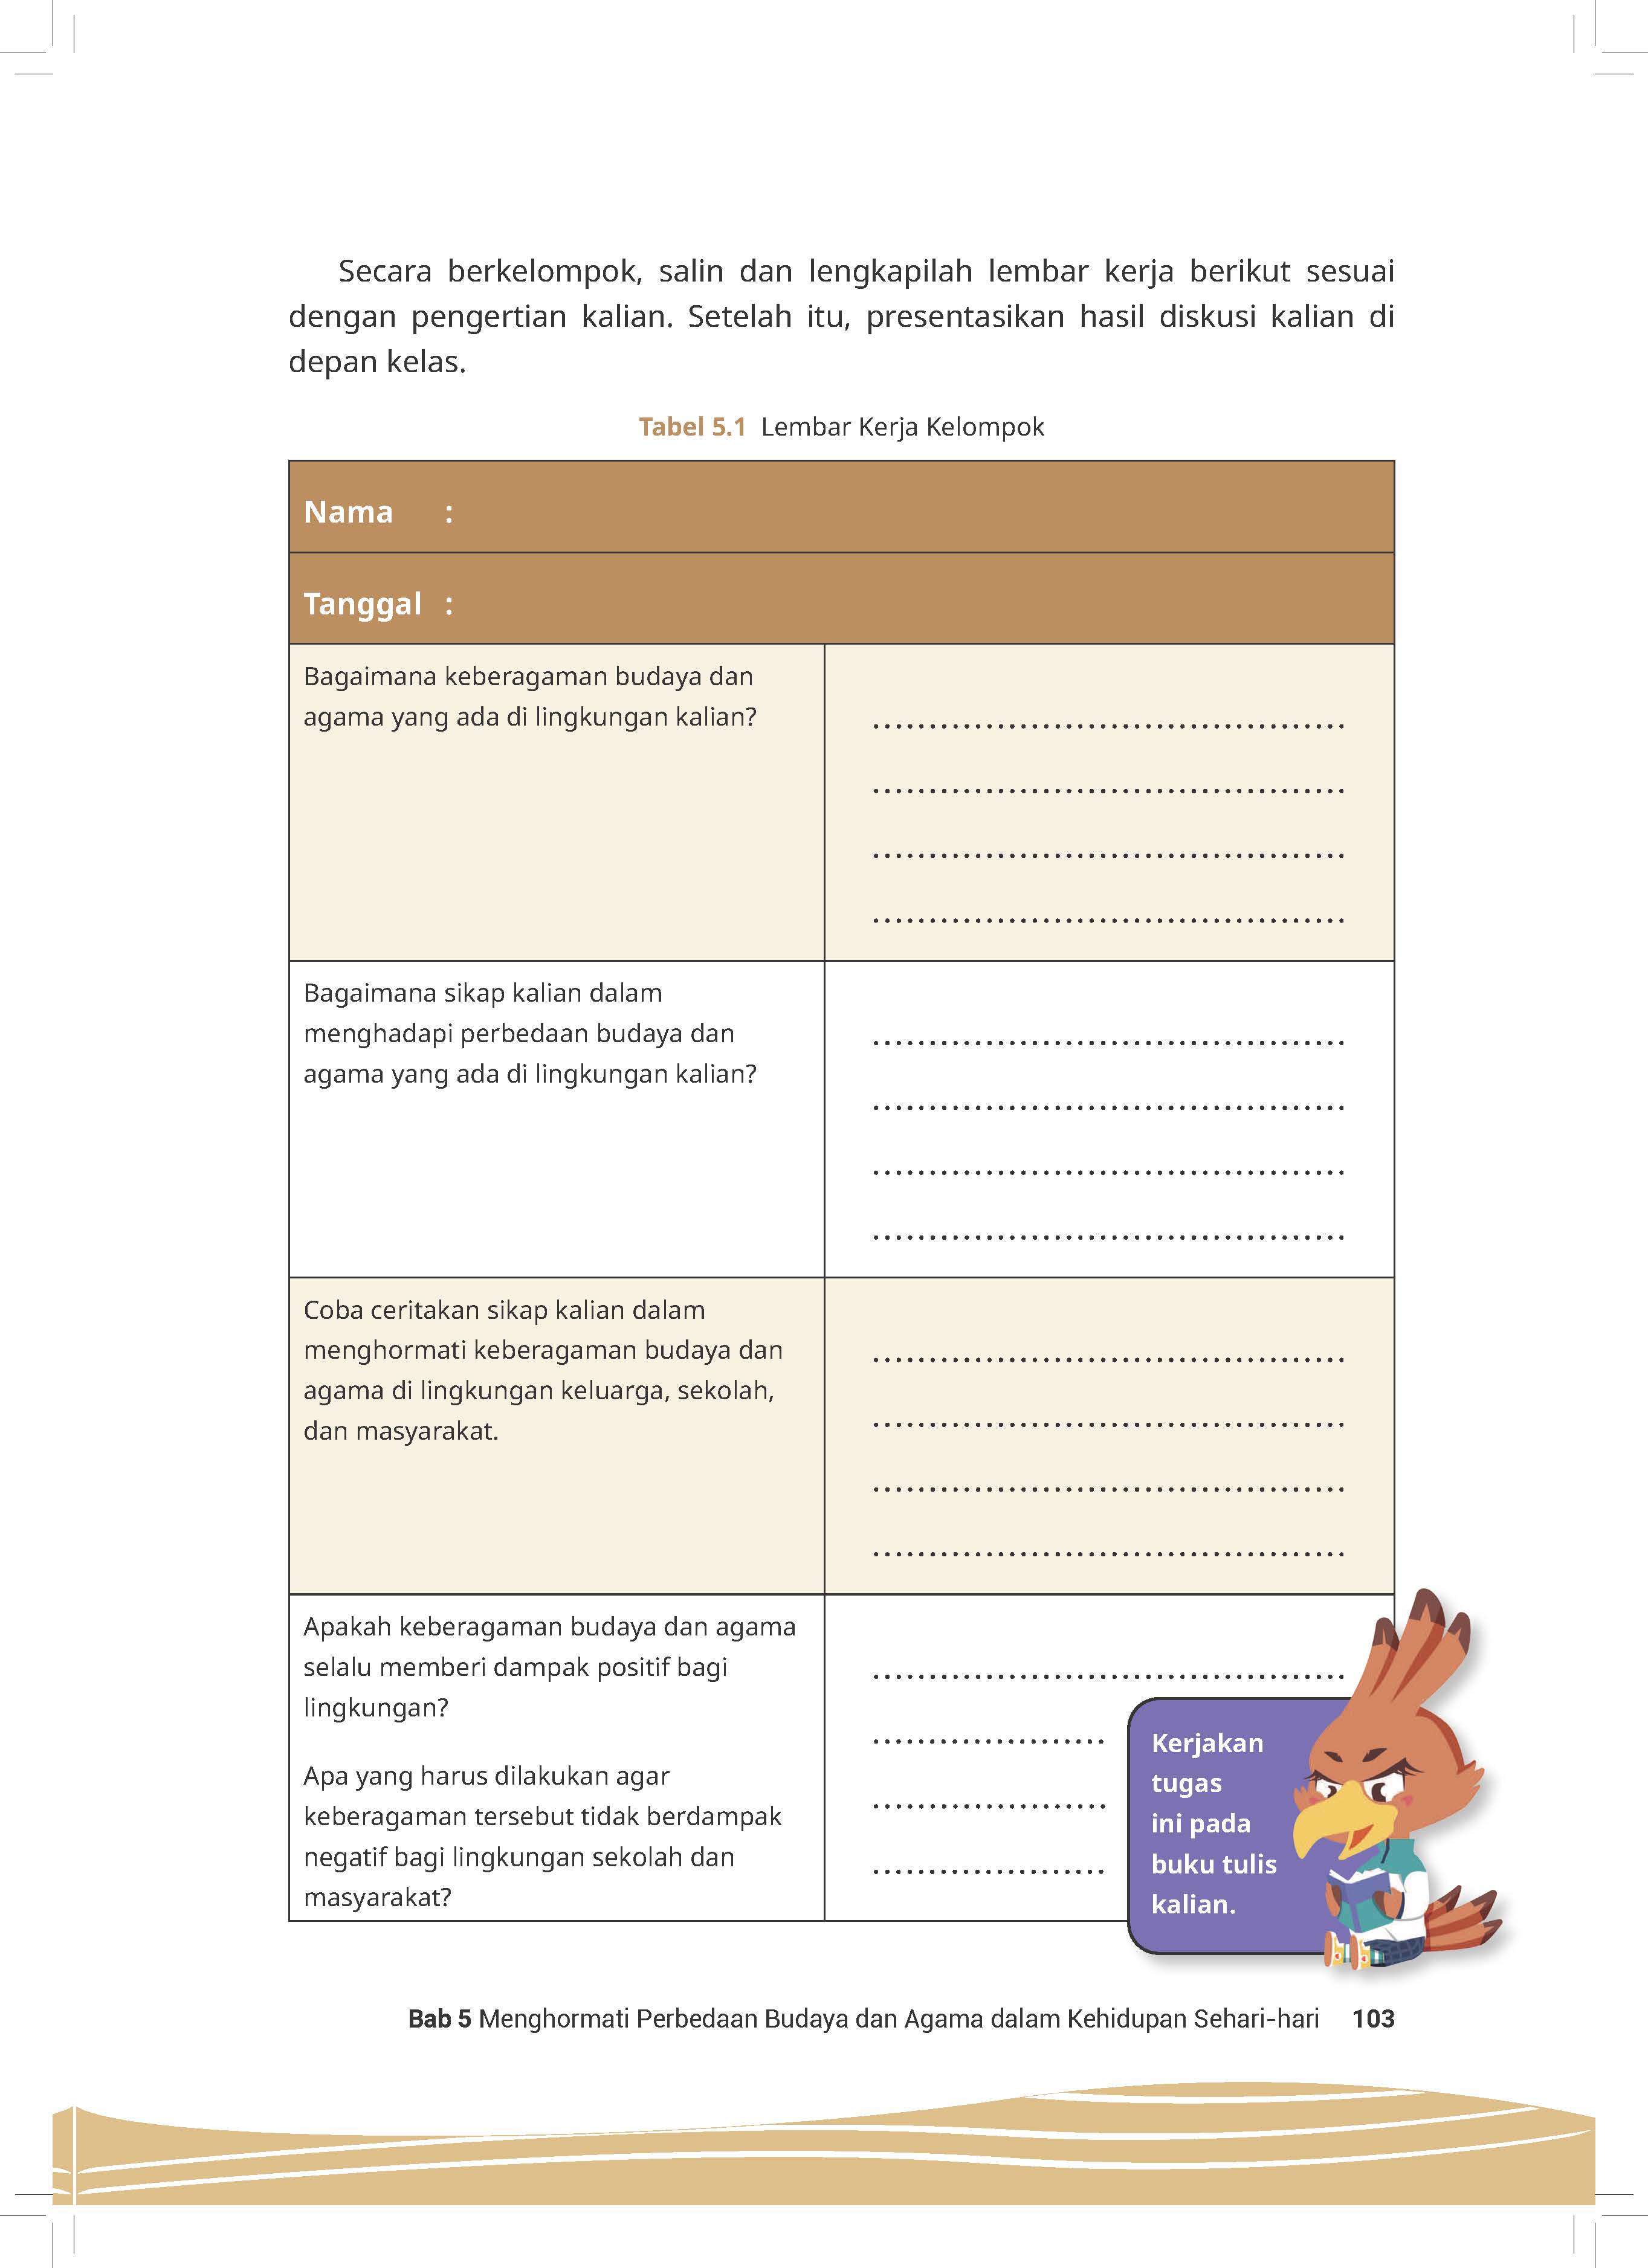 Secara berkelompok, salin dan lengkapilah lembar kerja berikut sesuai
dengan pengertian kalian. Setelah itu, presentasikan hasil diskusi kalian di
depan kelas.
Tabel 5.1 Lembar Kerja Kelompok
Nama :
Tanggal :
Bagaimana keberagaman budaya dan
agama yang ada di lingkungan kalian?
Bagaimana sikap kalian dalam
menghadapi perbedaan budaya dan
agama yang ada di lingkungan kalian?
Coba ceritakan sikap kalian dalam
menghormati keberagaman budaya dan
agama di lingkungan keluarga, sekolah,
dan masyarakat.
Apakah keberagaman budaya dan agama
selalu memberi dampak positif bagi
lingkungan?
Apa yang harus dilakukan agar
keberagaman tersebut tidak berdampak
negatif bagi lingkungan sekolah dan
masyarakat?
Kerjakan
tugas
ini pada
buku tulis
kalian.
Bab 5 Menghormati Perbedaan Budaya dan Agama dalam Kehidupan Sehari-hari 103